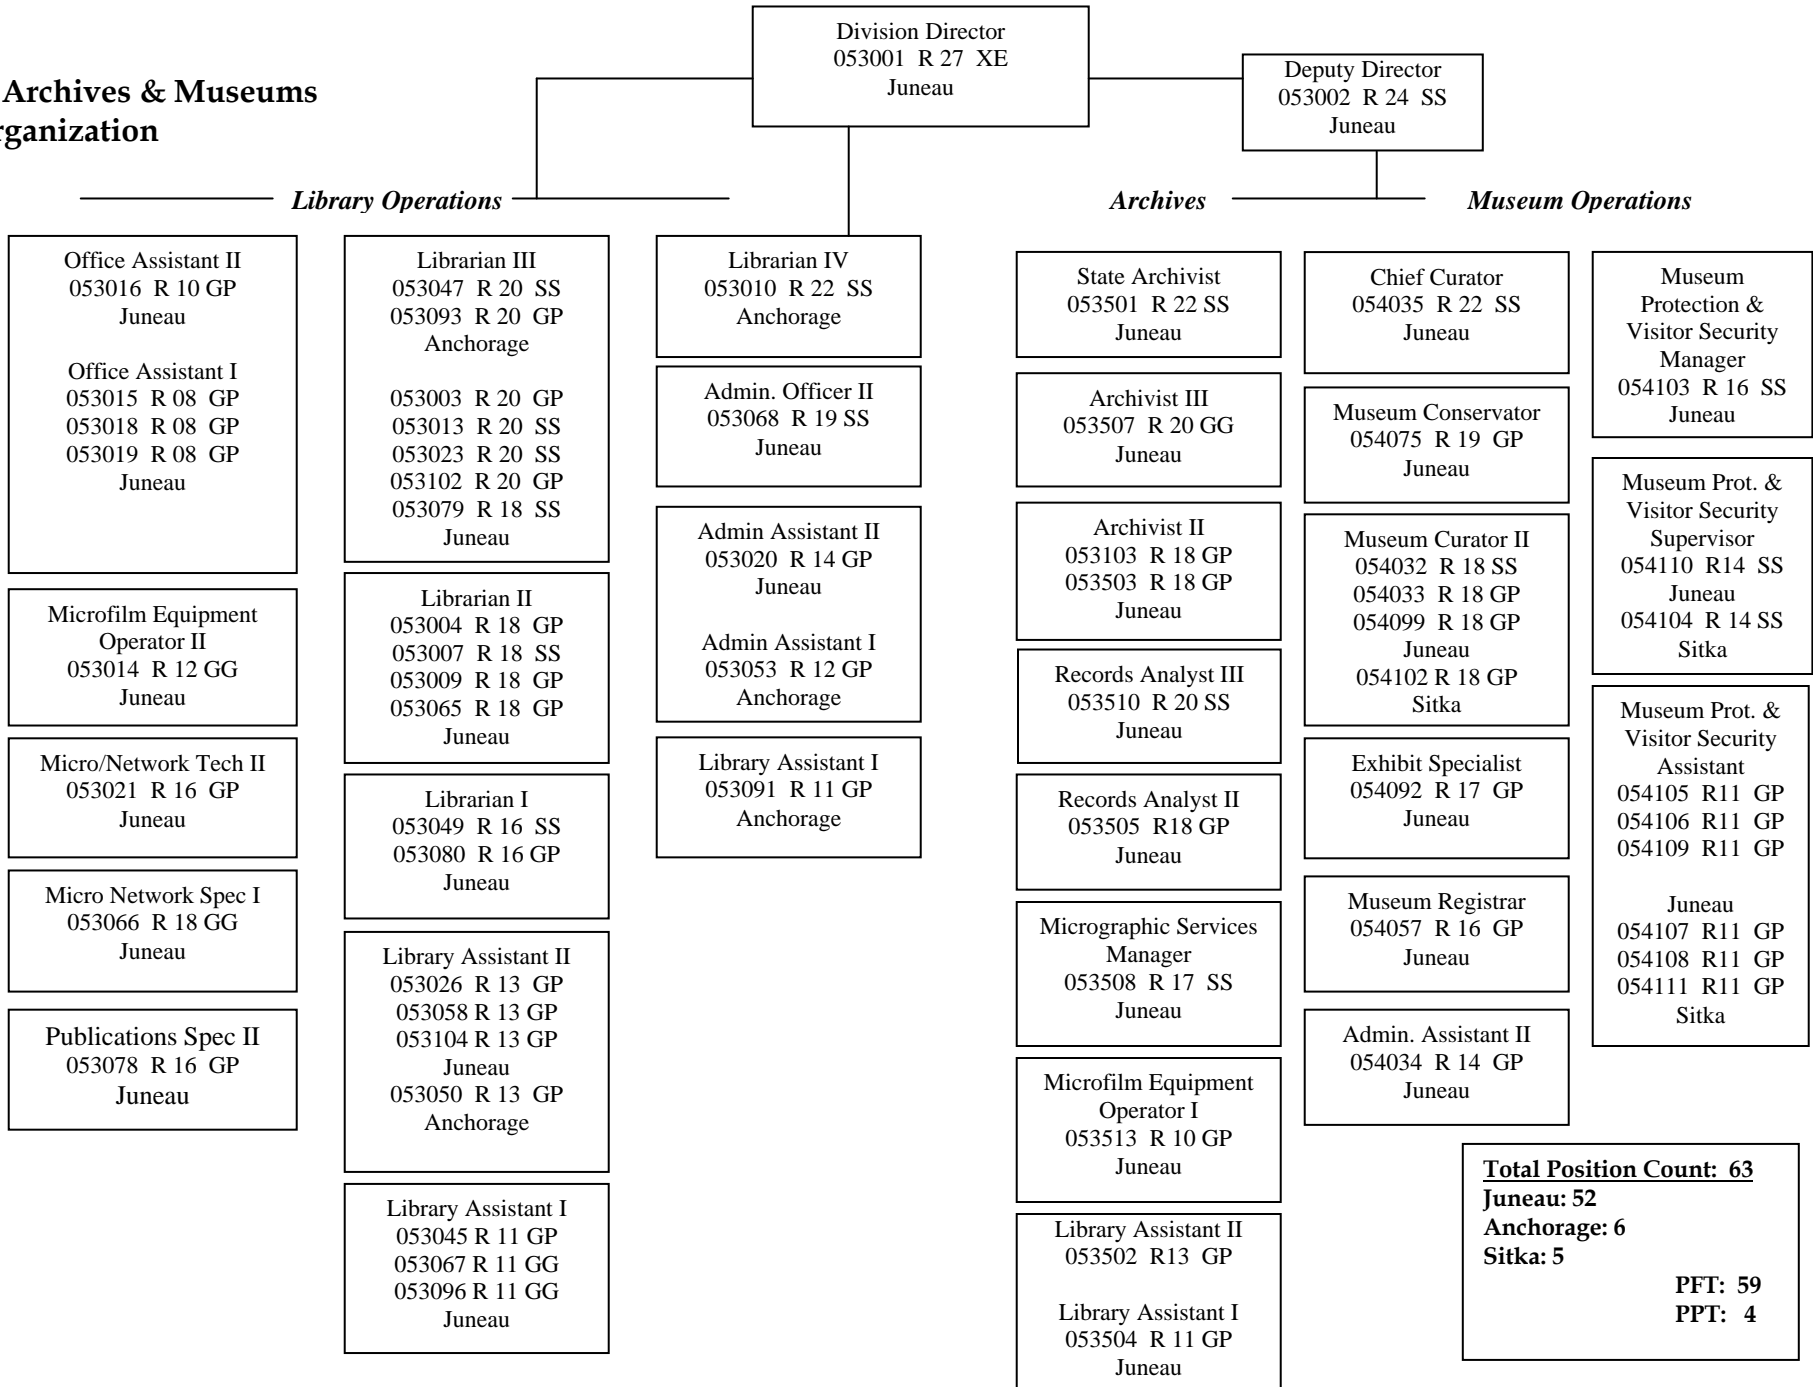 Archives & Museums
rganization
Division Director
053001 R 27 XE
Juneau
Deputy Director
053002 R 24 SS
Juneau
Library Operations
Archives
Museum Operations
Office Assistant II
053016 R 10 GP
Juneau
Office Assistant I
053015 R 08 GP
053018 R 08 GP
053019 R 08 GP
Juneau
Microfilm Equipment
Operator II
053014 R 12 GG
Juneau
Micro/Network Tech II
053021 R 16 GP
Juneau
Micro Network Spec I
053066 R 18 GG
Juneau
Publications Spec II
053078 R 16 GP
Juneau
Librarian III
053047 R 20 SS
053093 R 20 GP
Anchorage
053003 R 20 GP
053013 R 20 SS
053023 R 20 SS
053102 R 20 GP
053079 R 18 SS
Juneau
Librarian II
053004 R 18 GP
053007 R 18 SS
053009 R 18 GP
053065 R 18 GP
Juneau
Librarian I
053049 R 16 SS
053080 R 16 GP
Juneau
Library Assistant II
053026 R 13 GP
053058 R 13 GP
053104 R 13 GP
Juneau
053050 R 13 GP
Anchorage
Library Assistant I
053045 R 11 GP
053067 R 11 GG
053096 R 11 GG
Juneau
Librarian IV
053010 R 22 SS
Anchorage
Admin. Officer II
053068 R 19 SS
Juneau
Admin Assistant II
053020 R 14 GP
Juneau
Admin Assistant I
053053 R 12 GP
Anchorage
Library Assistant I
053091 R 11 GP
Anchorage
State Archivist
053501 R 22 SS
Juneau
Archivist III
053507 R 20 GG
Juneau
Archivist II
053103 R 18 GP
053503 R 18 GP
Juneau
Records Analyst III
053510 R 20 SS
Juneau
Records Analyst II
053505 R18 GP
Juneau
Micrographic Services
Manager
053508 R 17 SS
Juneau
Microfilm Equipment
Operator I
053513 R 10 GP
Juneau
Library Assistant II
053502 R13 GP
Library Assistant I
053504 R 11 GP
Juneau
Chief Curator
054035 R 22 SS
Juneau
Museum Conservator
054075 R 19 GP
Juneau
Museum Curator II
054032 R 18 SS
054033 R 18 GP
054099 R 18 GP
Juneau
054102 R 18 GP
Sitka
Exhibit Specialist
054092 R 17 GP
Juneau
Museum Registrar
054057 R 16 GP
Juneau
Admin. Assistant II
054034 R 14 GP
Juneau
Museum
Protection &
Visitor Security
Manager
054103 R 16 SS
Juneau
Museum Prot. &
Visitor Security
Supervisor
054110 R14 SS
Juneau
054104 R 14 SS
Sitka
Museum Prot. &
Visitor Security
Assistant
054105 R11 GP
054106 R11 GP
054109 R11 GP
Juneau
054107 R11 GP
054108 R11 GP
054111 R11 GP
Sitka
Total Position Count: 63
Juneau: 52
Anchorage: 6
Sitka: 5
PFT: 59
PPT: 4